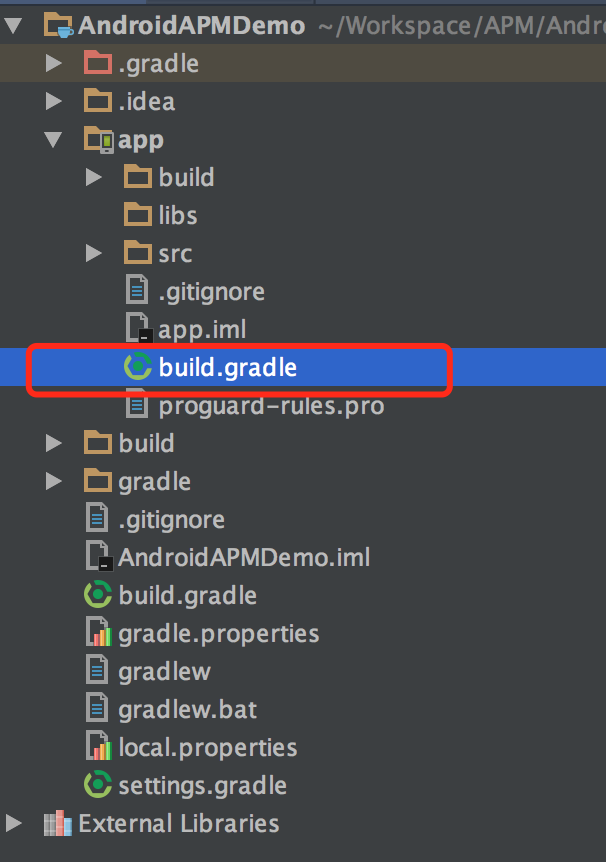 AndroidAPMDemo ~/Workspace/APM/Andro
.gradle
.idea
app
build
libs
src
.gitignore
app.iml
build.gradle
proguard-rules.pro
build
gradle
.gitignore
AndroidAPMDemo.iml
build.gradle
gradle.properties
gradlew
gradlew.bat
local.properties
settings.gradle
External Libraries